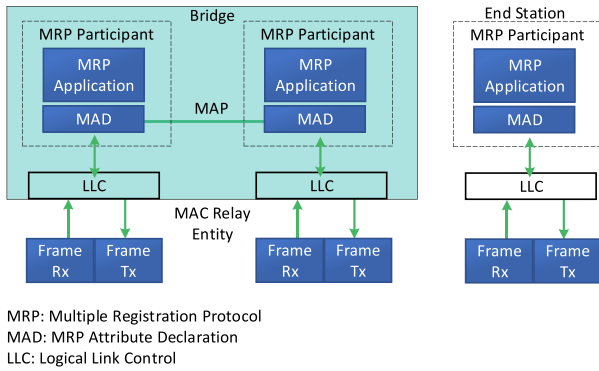 Bridge
End Station
MRP Participant
MRP Participant
MRP Participant
MRP
Application
MRP
Application
MRP
Application
MAD
MAP
MAD
MAD
LLC
LLC
LLC
MAC Relay
Entity
Frame
Rx
Frame
Tx
Frame
Rx
Frame
Tx
Frame
Rx
Frame
Tx
MRP: Multiple Registration Protocol
MAD: MRP Attribute Declaration
LLC: Logical Link Control